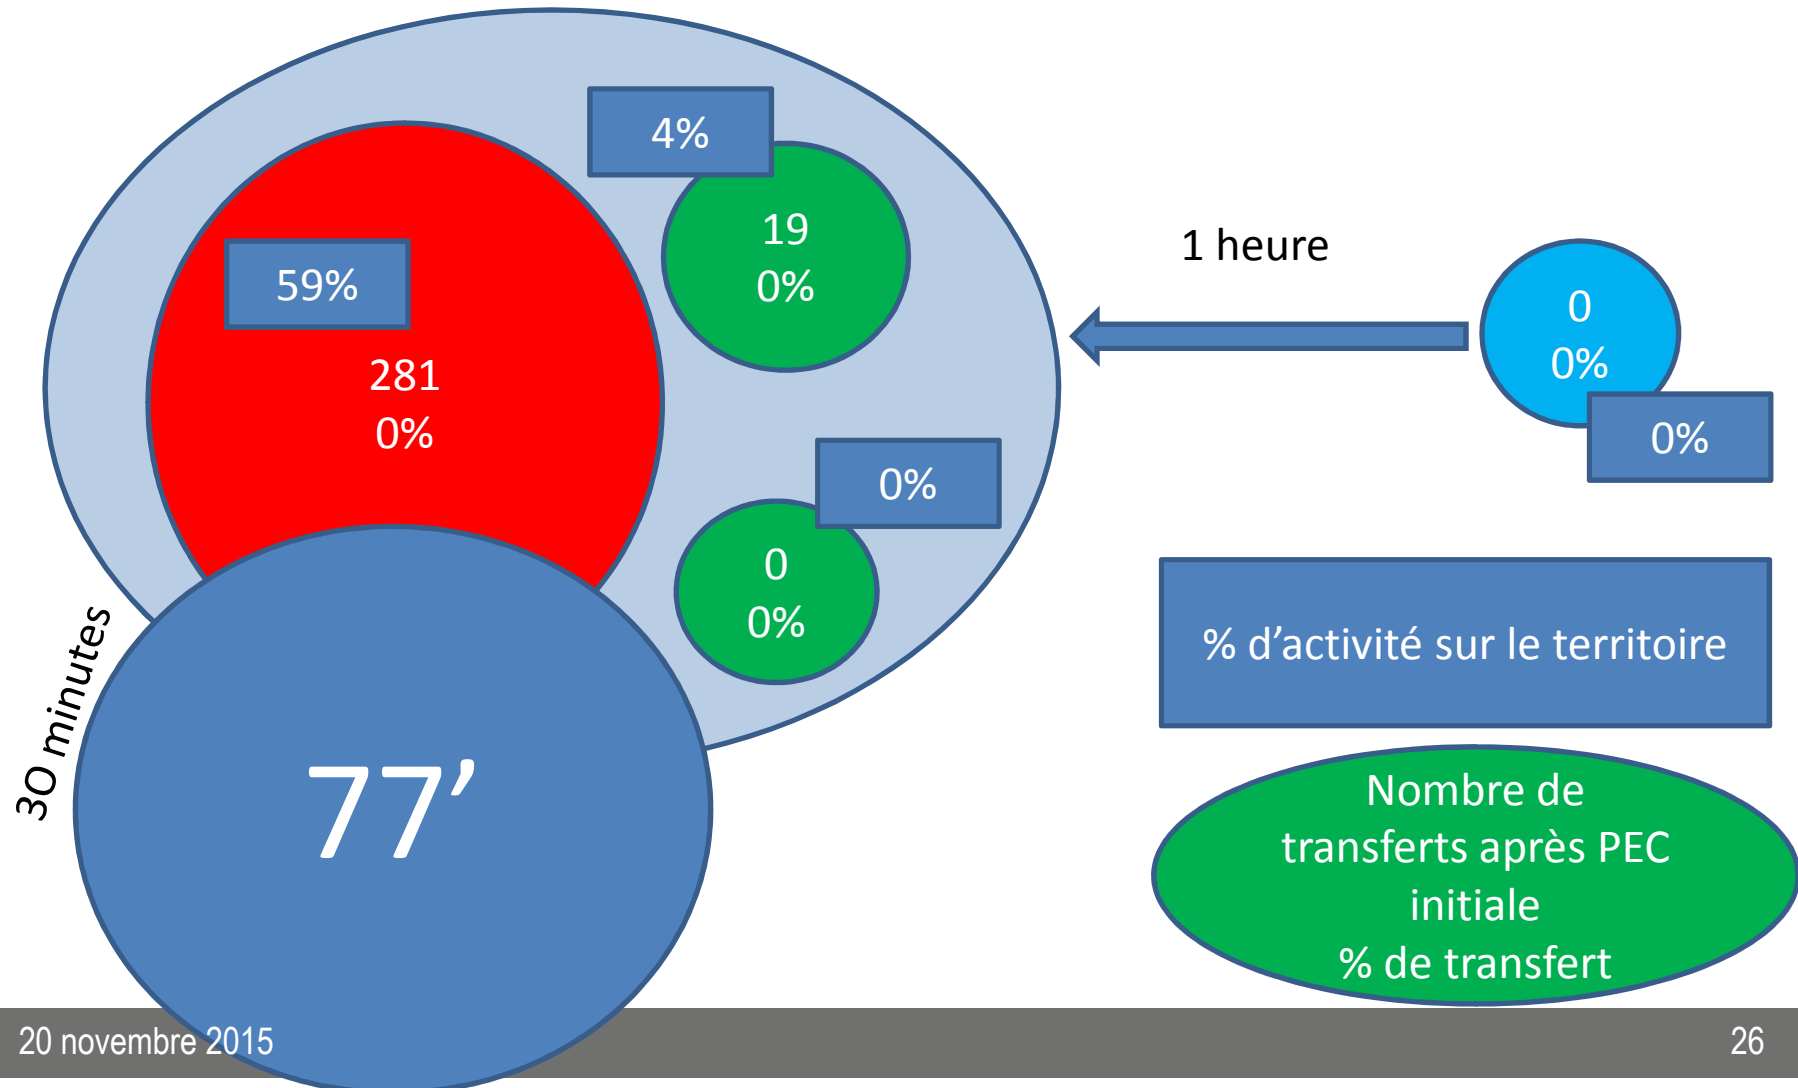 4%
19
0%
59%
281
0%
1 heure
0
0%
0%
0%
0
0%
30 minutes
77’
% d’activité sur le territoire
Nombre de
transferts après PEC
initiale
% de transfert
20 novembre 2015
26